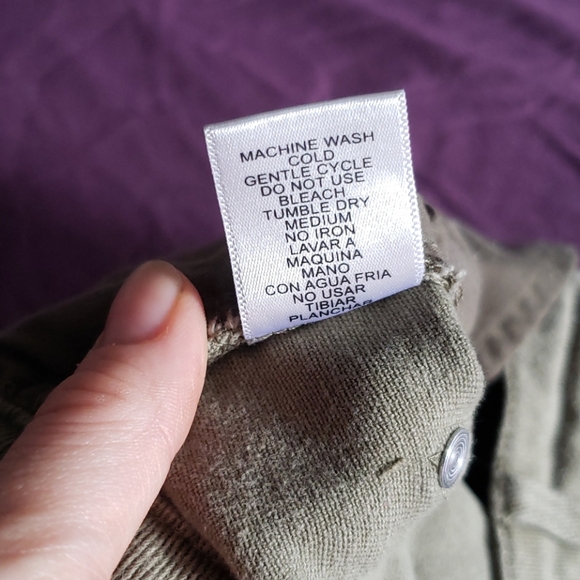 MACHINE WASH
COLD
GENTLE CYCLE
DO NOT USE
BLEACH
TUMBLE DRY
MEDIUM
NO IRON
LAVAR A
MAQUINA
MANO
CON AGUA FRIA
NO USAR
TIBIAR
PLANCHAR